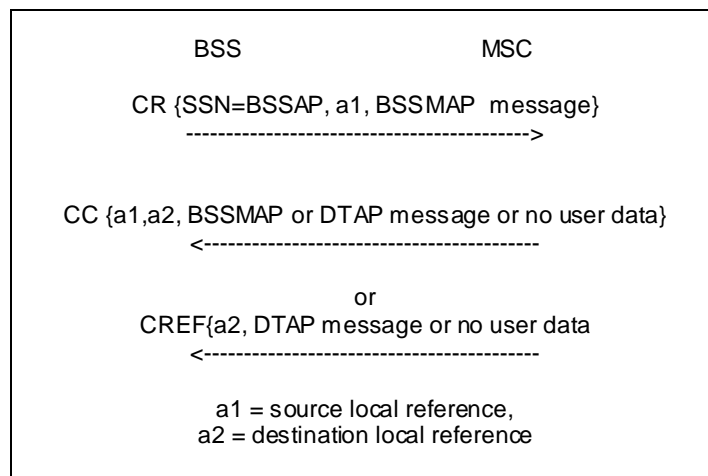 BSS MSC
CR {SSN=BSSAP, a1, BSSMAP message}
------------------------------------------->
CC {a1,a2, BSSMAP or DTAP message or no user data}
<------------------------------------------
or
CREF{a2, DTAP message or no user data
<------------------------------------------
a1 = source local reference,
a2 = destination local reference